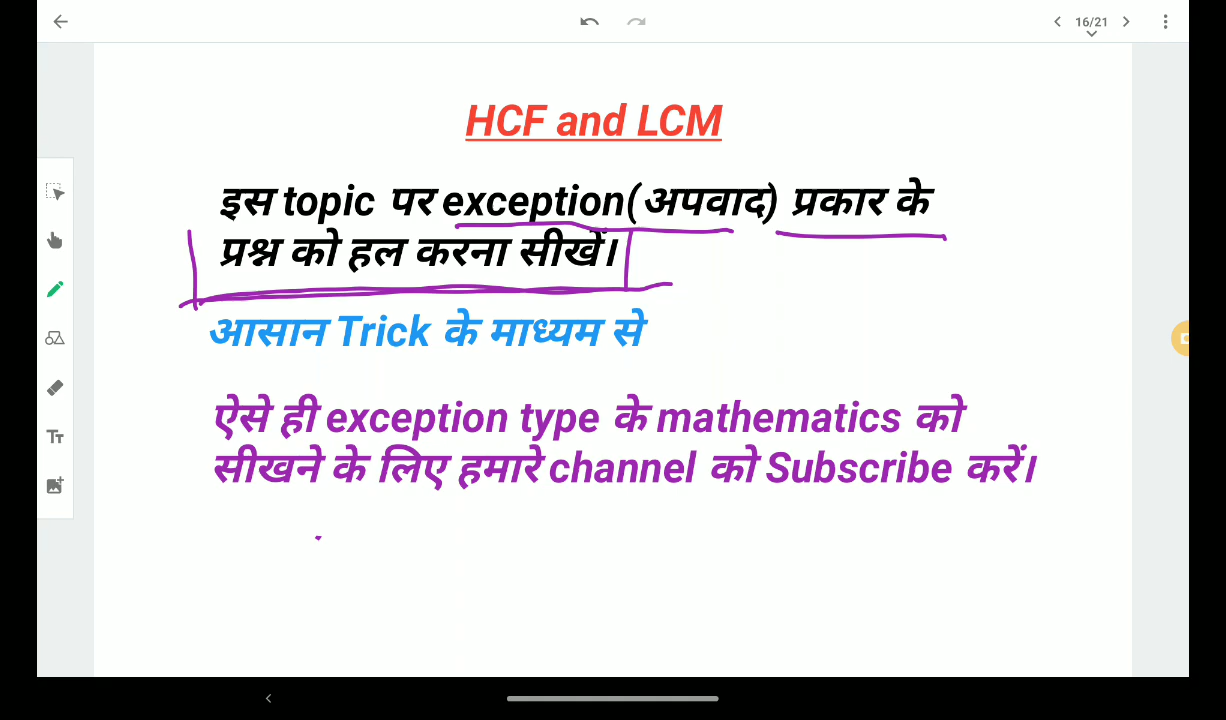 16/21
HCF and LCM
इस topic पर exception(अपवाद) प्रकार के
प्रश्न को हल करना सीखें।
आसान Trick के माध्यम से
ऐसे ही exception type के mathematics को
सीखने के लिए हमारे channel को Subscribe करें।
Tт